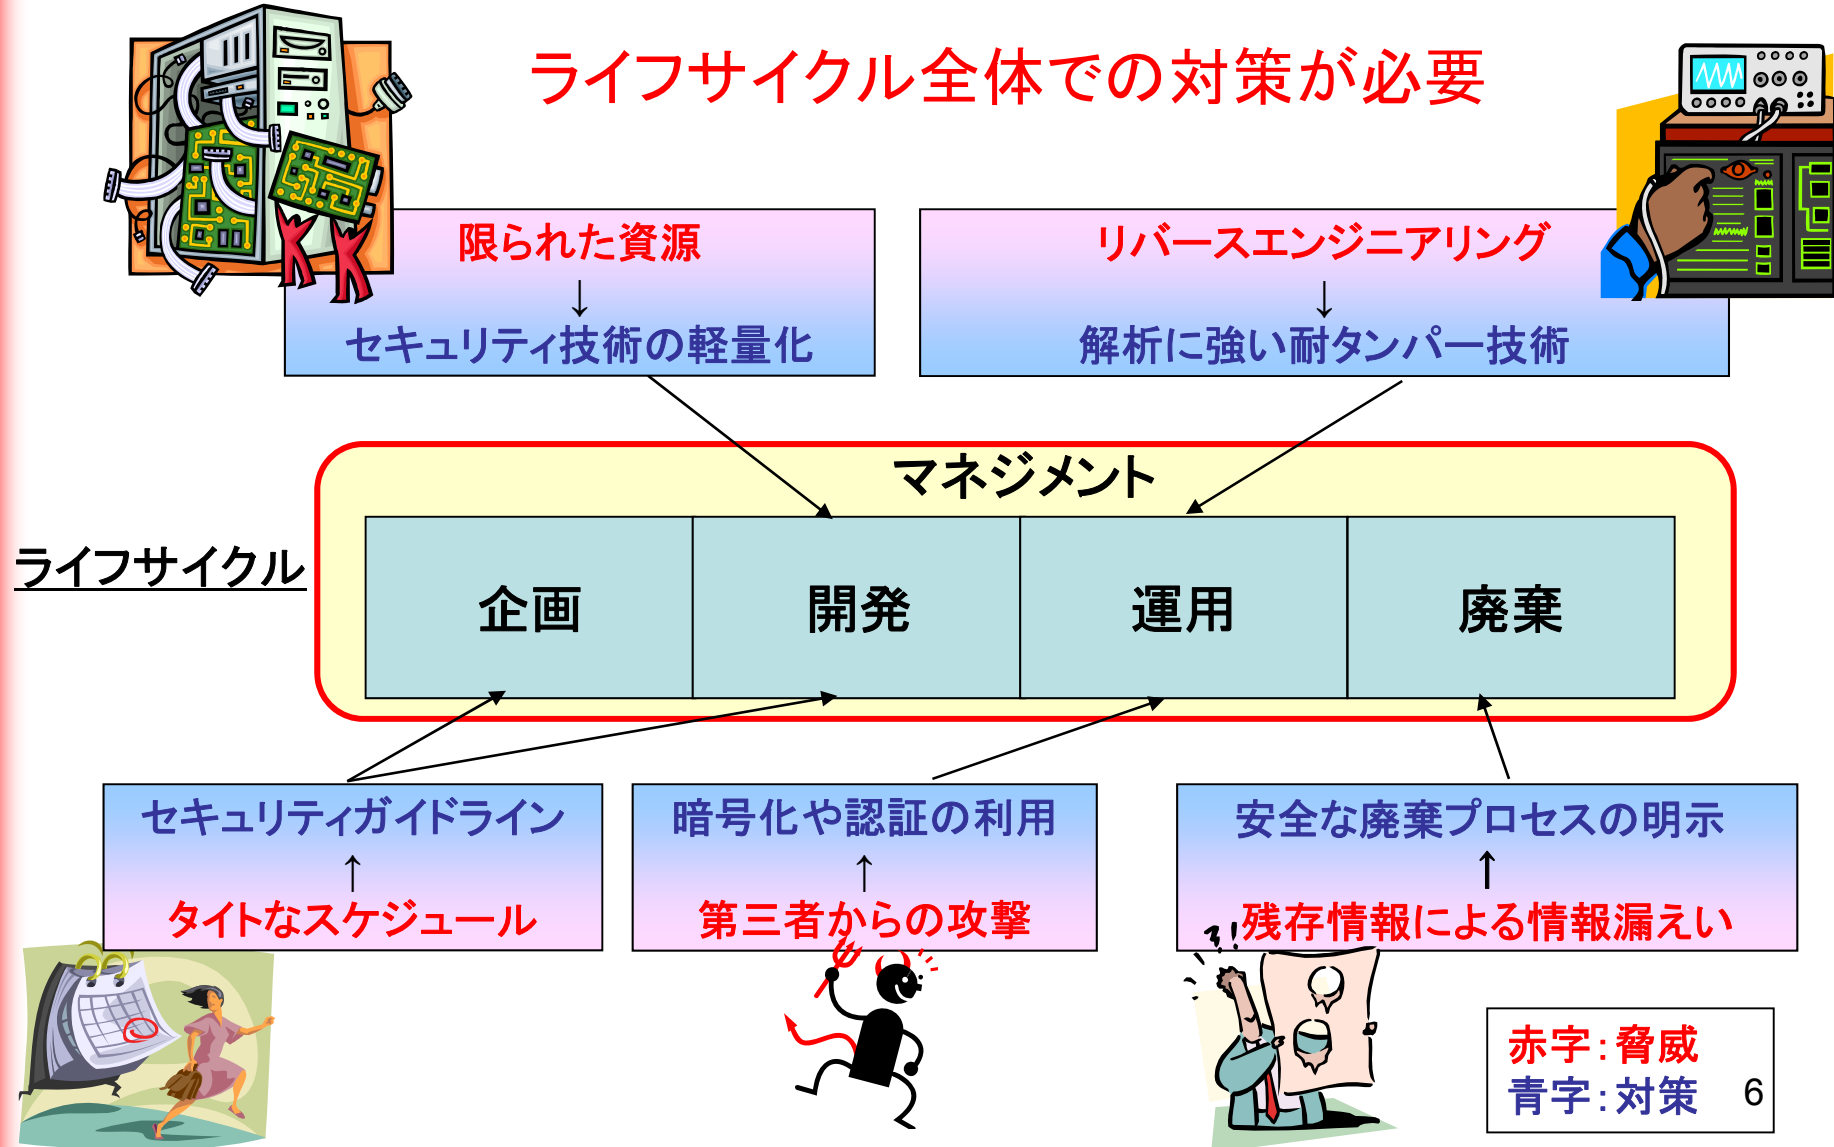 ライフサイクル全体での対策が必要
限られた資源
↓
セキュリティ技術の軽量化
リバースエンジニアリング
↓
解析に強い耐タンパー技術
マネジメント
ライフサイクル
企画
開発
運用
廃棄
セキュリティガイドライン
↑
タイトなスケジュール
暗号化や認証の利用
↑
第三者からの攻撃
安全な廃棄プロセスの明示
↑
残存情報による情報漏えい
赤字：脅威
青字：対策
6